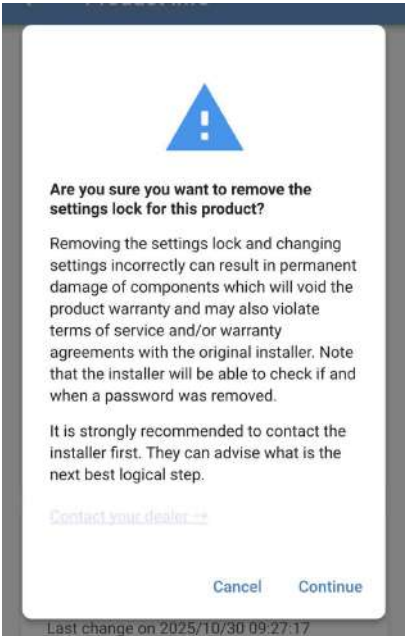 Product info
Are you sure you want to remove the
settings lock for this product?
Removing the settings lock and changing
settings incorrectly can result in permanent
damage of components which will void the
product warranty and may also violate
terms of service and/or warranty
agreements with the original installer. Note
that the installer will be able to check if and
when a password was removed.
It is strongly recommended to contact the
installer first. They can advise what is the
next best logical step.
Contact your dealer →
Cancel Continue
Last change on 2025/10/30 09:27:17